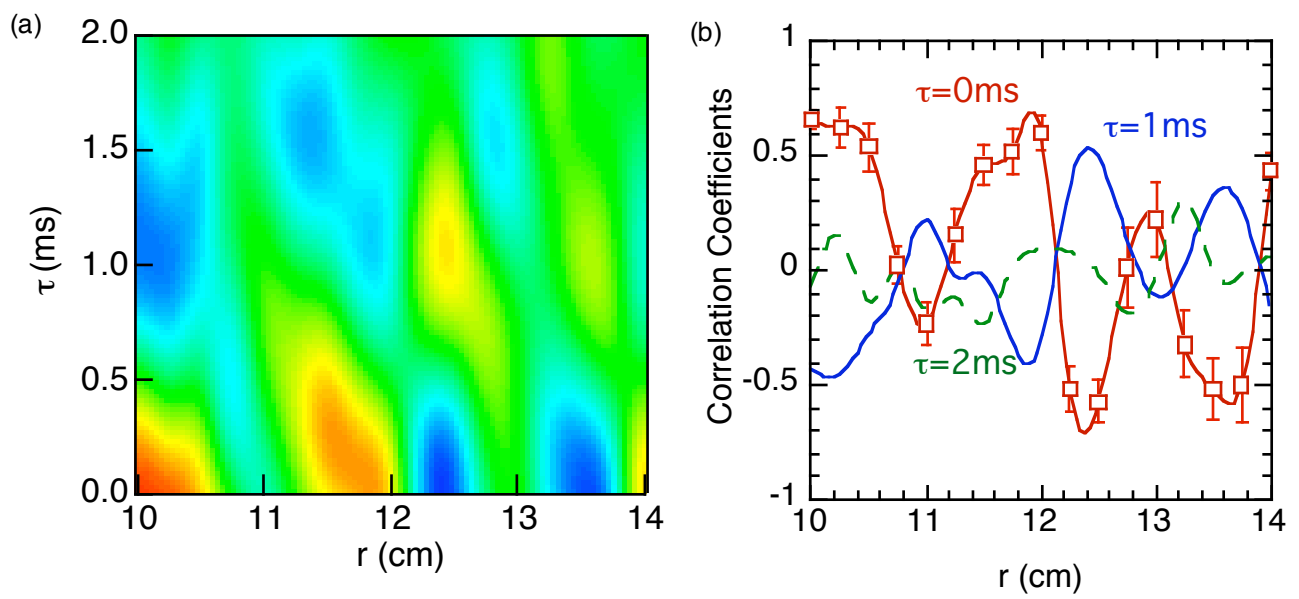 (a)
2.0
1.5
1.0
0.5
0.0
τ (ms)
10 11 12 13 14
r (cm)
(b)
1
0.5
0
-0.5
-1
Correlation Coefficients
τ=0ms
τ=1ms
τ=2ms
10 11 12 13 14
r (cm)